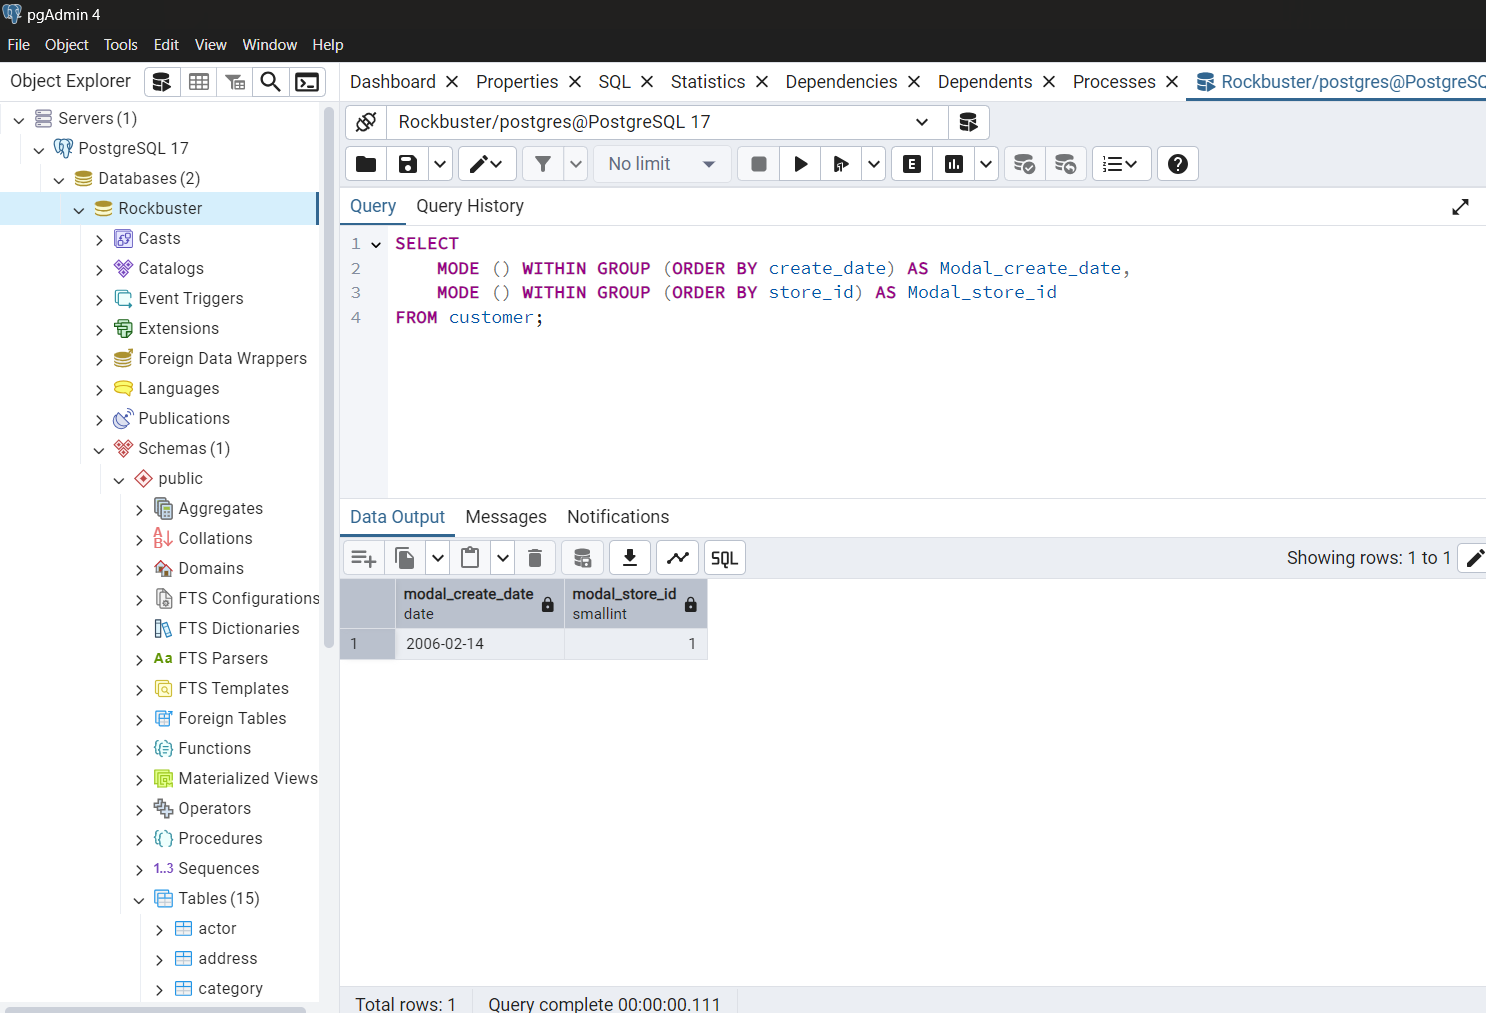 pgAdmin 4
File Object Tools Edit View Window Help
Object Explorer
Dashboard Properties SQL Statistics Dependencies Dependents Processes Rockbuster/postgres@PostgreSQ
Servers (1)
PostgreSQL 17
Databases (2)
Rockbuster
Casts
Catalogs
Event Triggers
Extensions
Foreign Data Wrappers
Languages
Publications
Schemas (1)
public
Aggregates
Collations
Domains
FTS Configurations
FTS Dictionaries
Aa FTS Parsers
FTS Templates
Foreign Tables
Functions
Materialized Views
Operators
Procedures
1..3 Sequences
Tables (15)
actor
address
category
Rockbuster/postgres@PostgreSQL 17
No limit
E
Query Query History
1 SELECT
2 MODE () WITHIN GROUP (ORDER BY create_date) AS Modal_create_date,
3 MODE () WITHIN GROUP (ORDER BY store_id) AS Modal_store_id
4 FROM customer;
Data Output Messages Notifications
SQL
Showing rows: 1 to 1
modal_create_date modal_store_id
date smallint
1 2006-02-14 1
Total rows: 1 Query complete 00:00:00.111